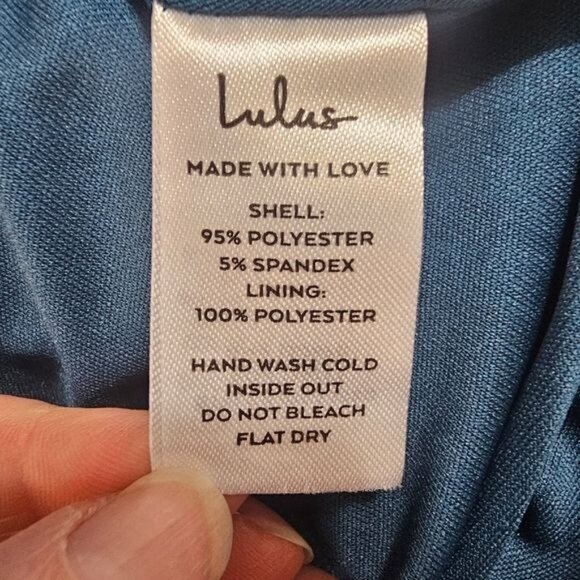 Lulus
MADE WITH LOVE
SHELL:
95% POLYESTER
5% SPANDEX
LINING:
100% POLYESTER
HAND WASH COLD
INSIDE OUT
DO NOT BLEACH
FLAT DRY